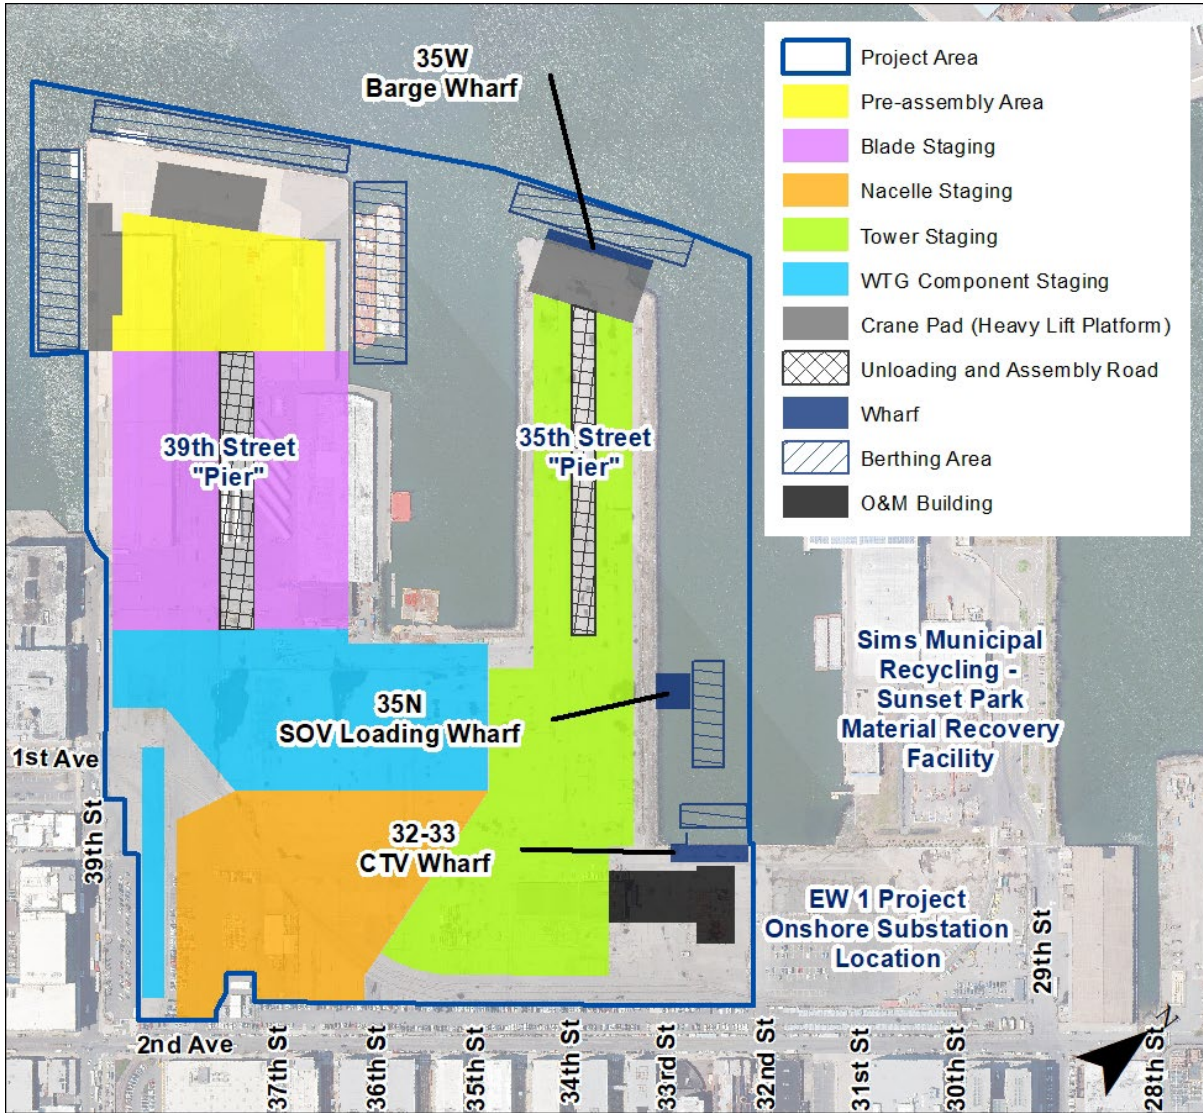 35W
Barge Wharf
Project Area
Pre-assembly Area
Blade Staging
Nacelle Staging
Tower Staging
WTG Component Staging
Crane Pad (Heavy Lift Platform)
Unloading and Assembly Road
Wharf
Berthing Area
O&M Building
39th Street
"Pier"
35th Street
"Pier"
35N
SOV Loading Wharf
Sims Municipal
Recycling -
Sunset Park
Material Recovery
Facility
1st Ave
39th St
32-33
CTV Wharf
EW 1 Project
Onshore Substation
Location
29th St
2nd Ave
37th St
36th St
35th St
34th St
33rd St
32nd St
31st St
30th St
28th St
N